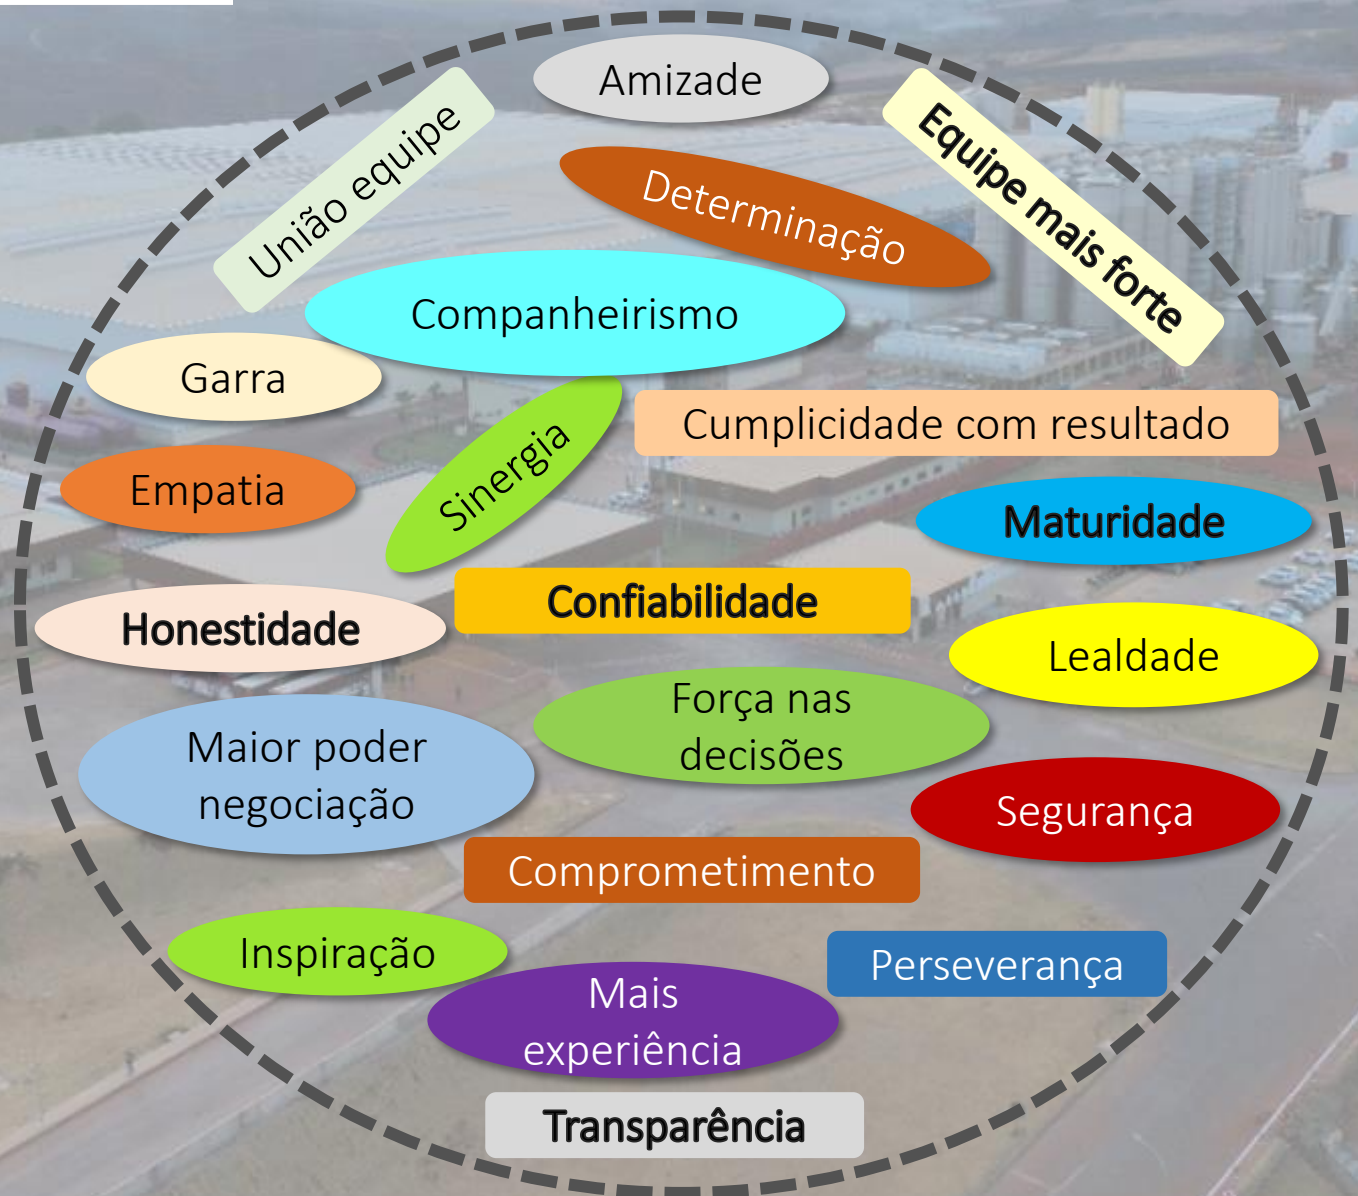 Amizade
União equipe
Equipe mais forte
Determinação
Companheirismo
Garra
Sinergia
Cumplicidade com resultado
Empatia
Maturidade
Confiabilidade
Honestidade
Lealdade
Força nas
decisões
Maior poder
negociação
Segurança
Comprometimento
Inspiração
Perseverança
Mais
experiência
Transparência